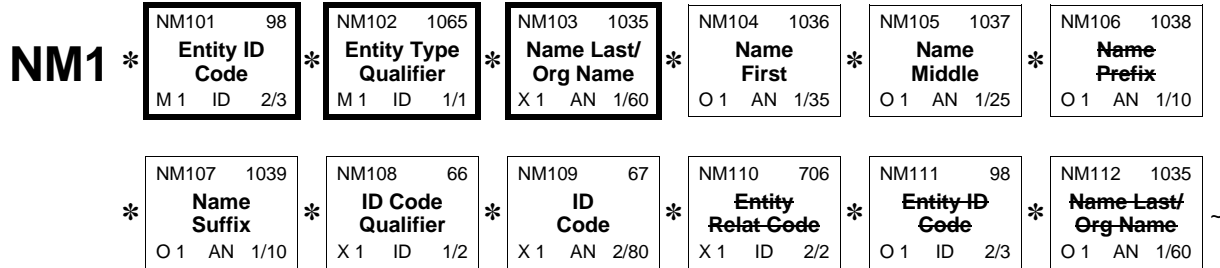 NM1 * NM101 98 * NM102 1065 * NM103 1035 * NM104 1036 * NM105 1037 * NM106 1038
Entity ID Entity Type Name Last/ Name Name Name
Code Qualifier Org Name First Middle Prefix
M 1 ID 2/3 M 1 ID 1/1 X 1 AN 1/60 O 1 AN 1/35 O 1 AN 1/25 O 1 AN 1/10
* NM107 1039 * NM108 66 * NM109 67 * NM110 706 * NM111 98 * NM112 1035 ~
Name ID Code ID Entity Entity ID Name Last/
Suffix Qualifier Code Relat Code Code Org Name
O 1 AN 1/10 X 1 ID 1/2 X 1 AN 2/80 X 1 ID 2/2 O 1 ID 2/3 O 1 AN 1/60